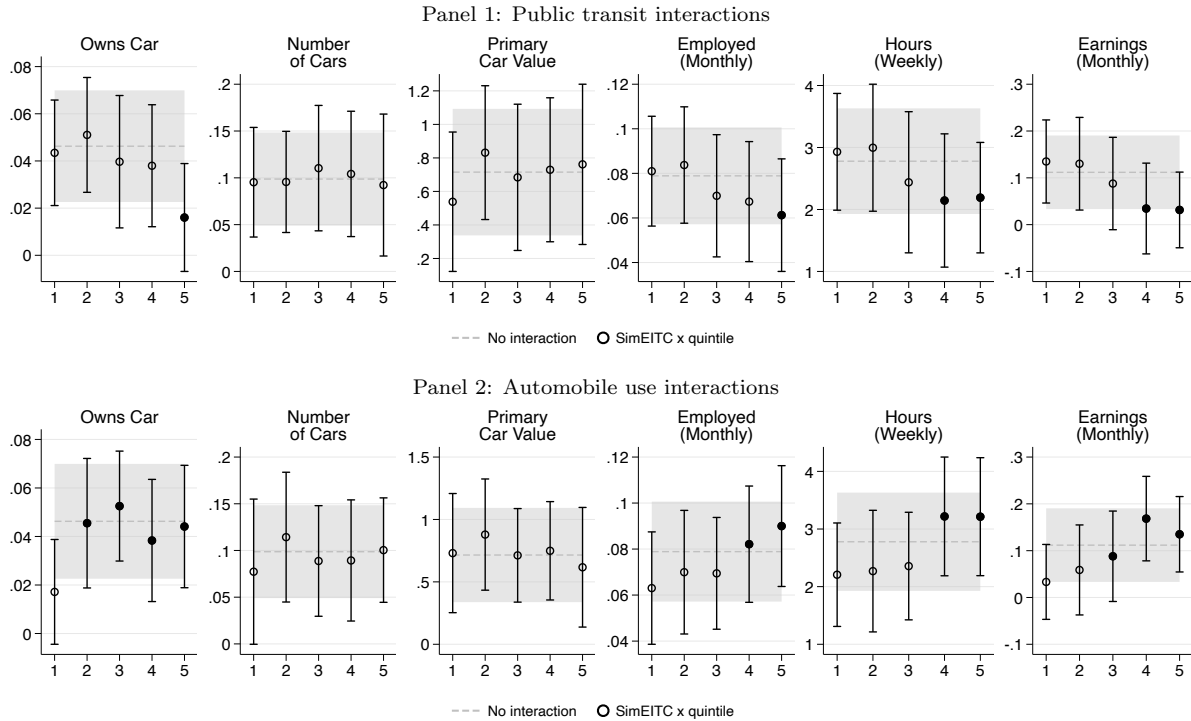 Panel 1: Public transit interactions
Owns Car
Number
of Cars
Primary
Car Value
Employed
(Monthly)
Hours
(Weekly)
Earnings
(Monthly)
.08
.06
.04
.02
0
1 2 3 4 5
.2
.15
.1
.05
0
1 2 3 4 5
1.2
1
.8
.6
.4
.2
1 2 3 4 5
.12
.1
.08
.06
.04
1 2 3 4 5
4
3
2
1
1 2 3 4 5
.3
.2
.1
0
-.1
1 2 3 4 5
No interaction SimEITC x quintile
Panel 2: Automobile use interactions
Owns Car
Number
of Cars
Primary
Car Value
Employed
(Monthly)
Hours
(Weekly)
Earnings
(Monthly)
.08
.06
.04
.02
0
1 2 3 4 5
.2
.15
.1
.05
0
1 2 3 4 5
1.5
1
.5
0
1 2 3 4 5
.12
.1
.08
.06
.04
1 2 3 4 5
4
3
2
1
1 2 3 4 5
.3
.2
.1
0
-.1
1 2 3 4 5
No interaction SimEITC x quintile